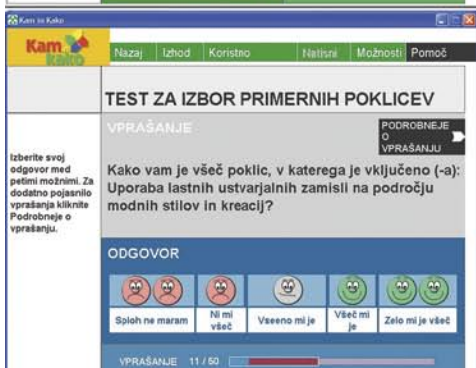 Kam in Kako
Kam
kako
Nazaj Izhod Koristno Natisni Možnosti Pomoč
TEST ZA IZBOR PRIMERNIH POKLICEV
VPRAŠANJE
PODROBNEJE
O
VPRAŠANJU
Izberite svoj
odgovor med
petimi možnimi. Za
dodatno pojasnilo
vprašanja kliknite
Podrobneje o
vprašanju.
Kako vam je všeč poklic, v katerega je vključeno (-a):
Uporaba lastnih ustvarjalnih zamisli na področju
modnih stilov in kreacij?
ODGOVOR
Sploh ne maram
Ni mi
všeč
Vseeno mi je
Všeč mi
je
Zelo mi je všeč
VPRAŠANJE 11 / 50